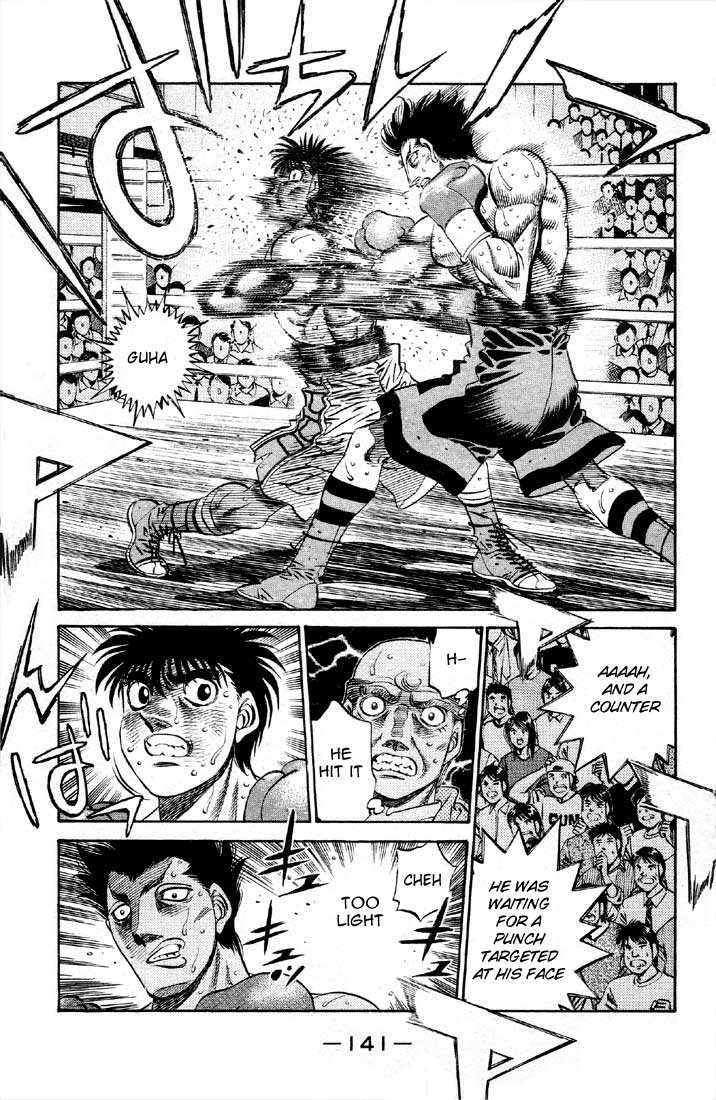 GUHA
AAAAH,
AND A
COUNTER
H-
HE
HIT IT
HE WAS
WAITING
FOR A
PUNCH
TARGETED
AT HIS FACE
CHEH
TOO
LIGHT
-141-